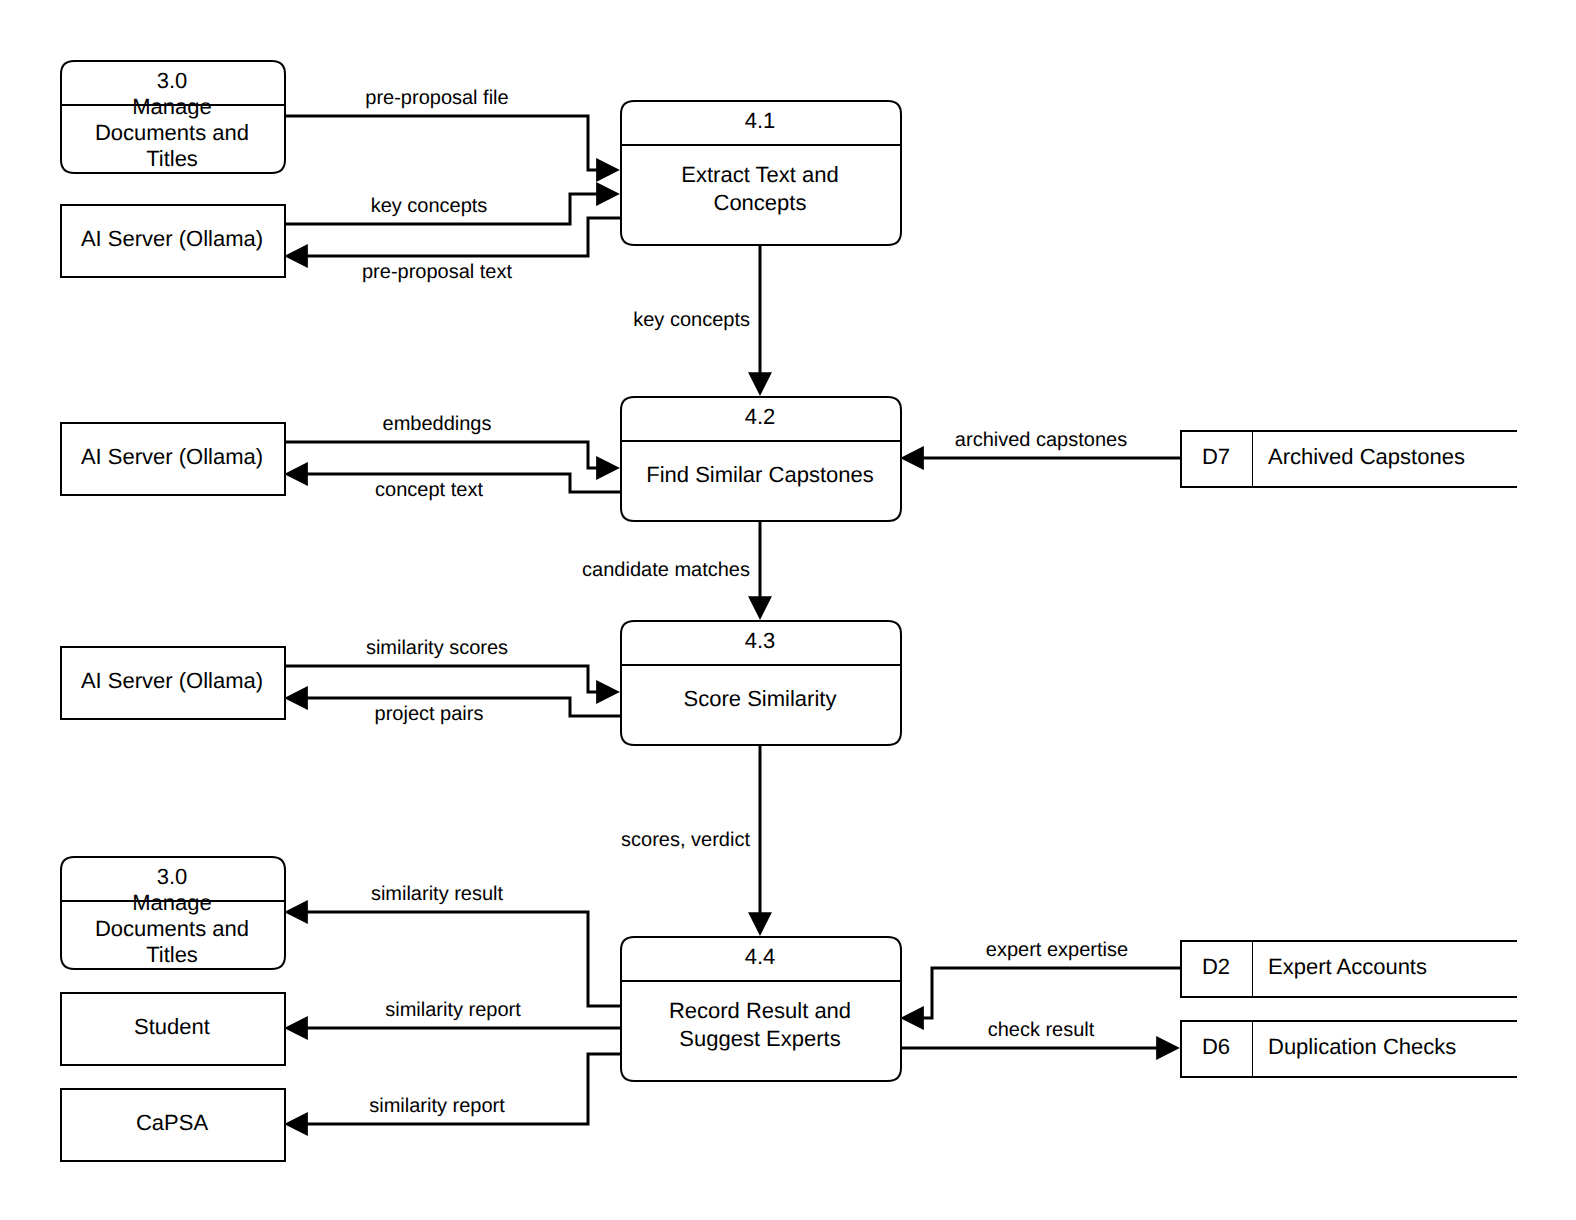 3.0
Manage
Documents and
Titles
pre-proposal file
4.1
Extract Text and
Concepts
key concepts
AI Server (Ollama)
pre-proposal text
key concepts
embeddings
4.2
AI Server (Ollama)
Find Similar Capstones
concept text
archived capstones
D7
Archived Capstones
candidate matches
similarity scores
4.3
AI Server (Ollama)
Score Similarity
project pairs
scores, verdict
3.0
Manage
Documents and
Titles
similarity result
4.4
Record Result and
Suggest Experts
expert expertise
D2
Expert Accounts
Student
similarity report
check result
D6
Duplication Checks
CaPSA
similarity report